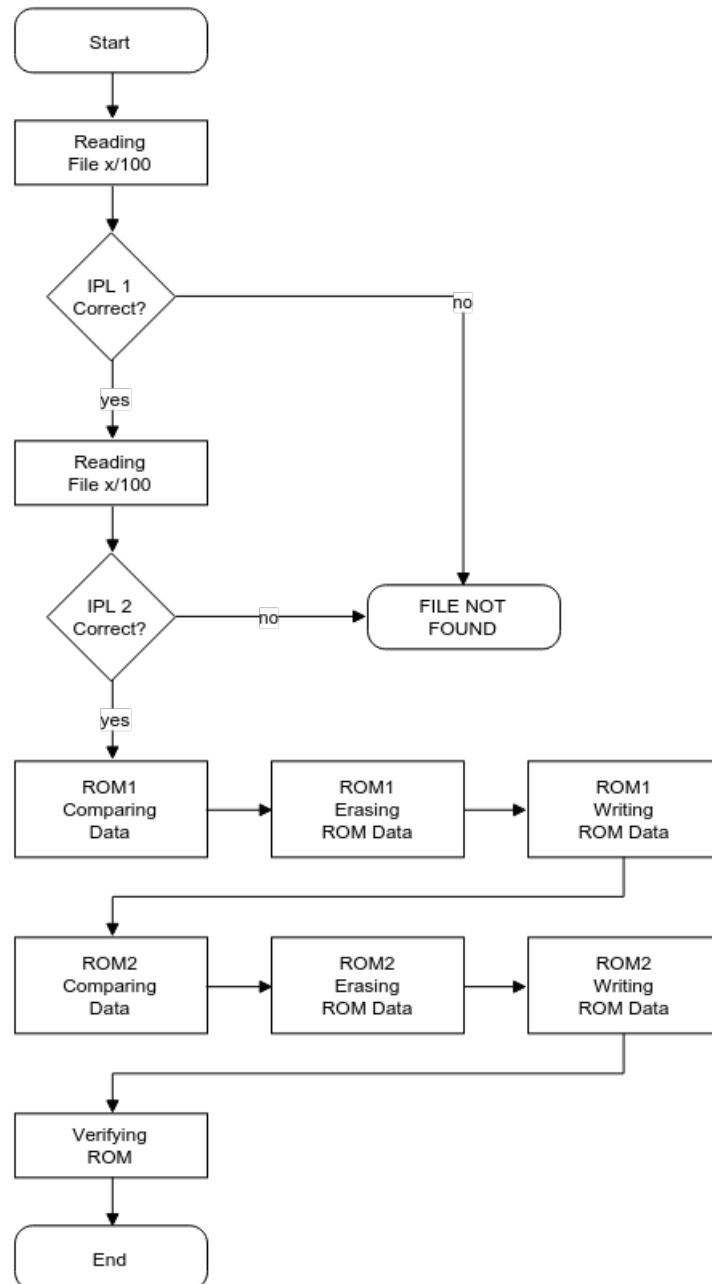 Start
Reading
File x/100
IPL 1
Correct?
no
yes
Reading
File x/100
IPL 2
Correct?
no
FILE NOT
FOUND
yes
ROM1
Comparing
Data
ROM1
Erasing
ROM Data
ROM1
Writing
ROM Data
ROM2
Comparing
Data
ROM2
Erasing
ROM Data
ROM2
Writing
ROM Data
Verifying
ROM
End